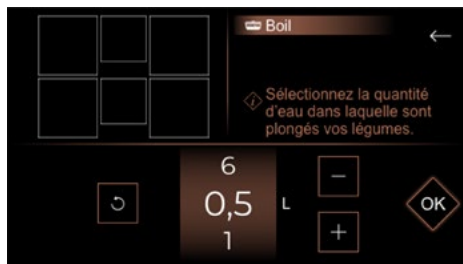 Boil
Sélectionnez la quantité
d'eau dans laquelle sont
plongés vos légumes.
6
0,5 L
1
OK